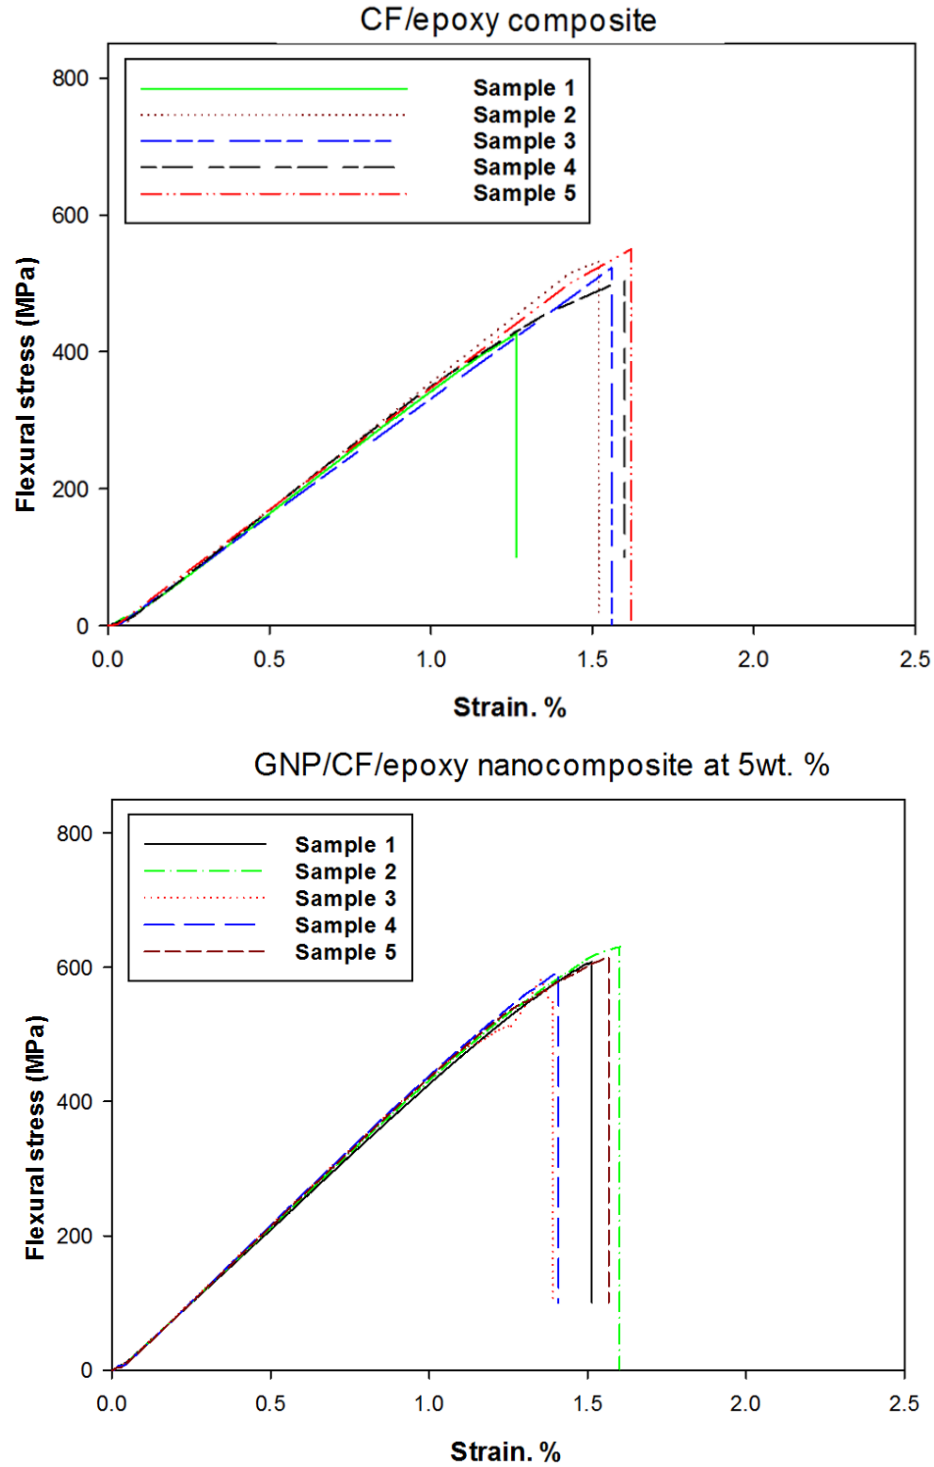 CF/epoxy composite
800
600
400
200
0
Flexural stress (MPa)
Sample 1
Sample 2
Sample 3
Sample 4
Sample 5
0.0 0.5 1.0 1.5 2.0 2.5
Strain. %
GNP/CF/epoxy nanocomposite at 5wt. %
800
600
400
200
0
Flexural stress (MPa)
Sample 1
Sample 2
Sample 3
Sample 4
Sample 5
0.0 0.5 1.0 1.5 2.0 2.5
Strain. %